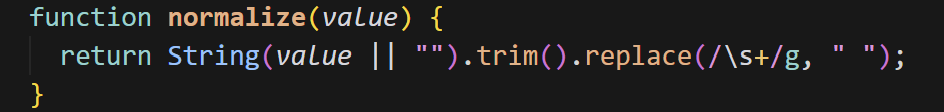 function normalize(value) {
  return String(value || "").trim().replace(/\s+/g, " ");
}